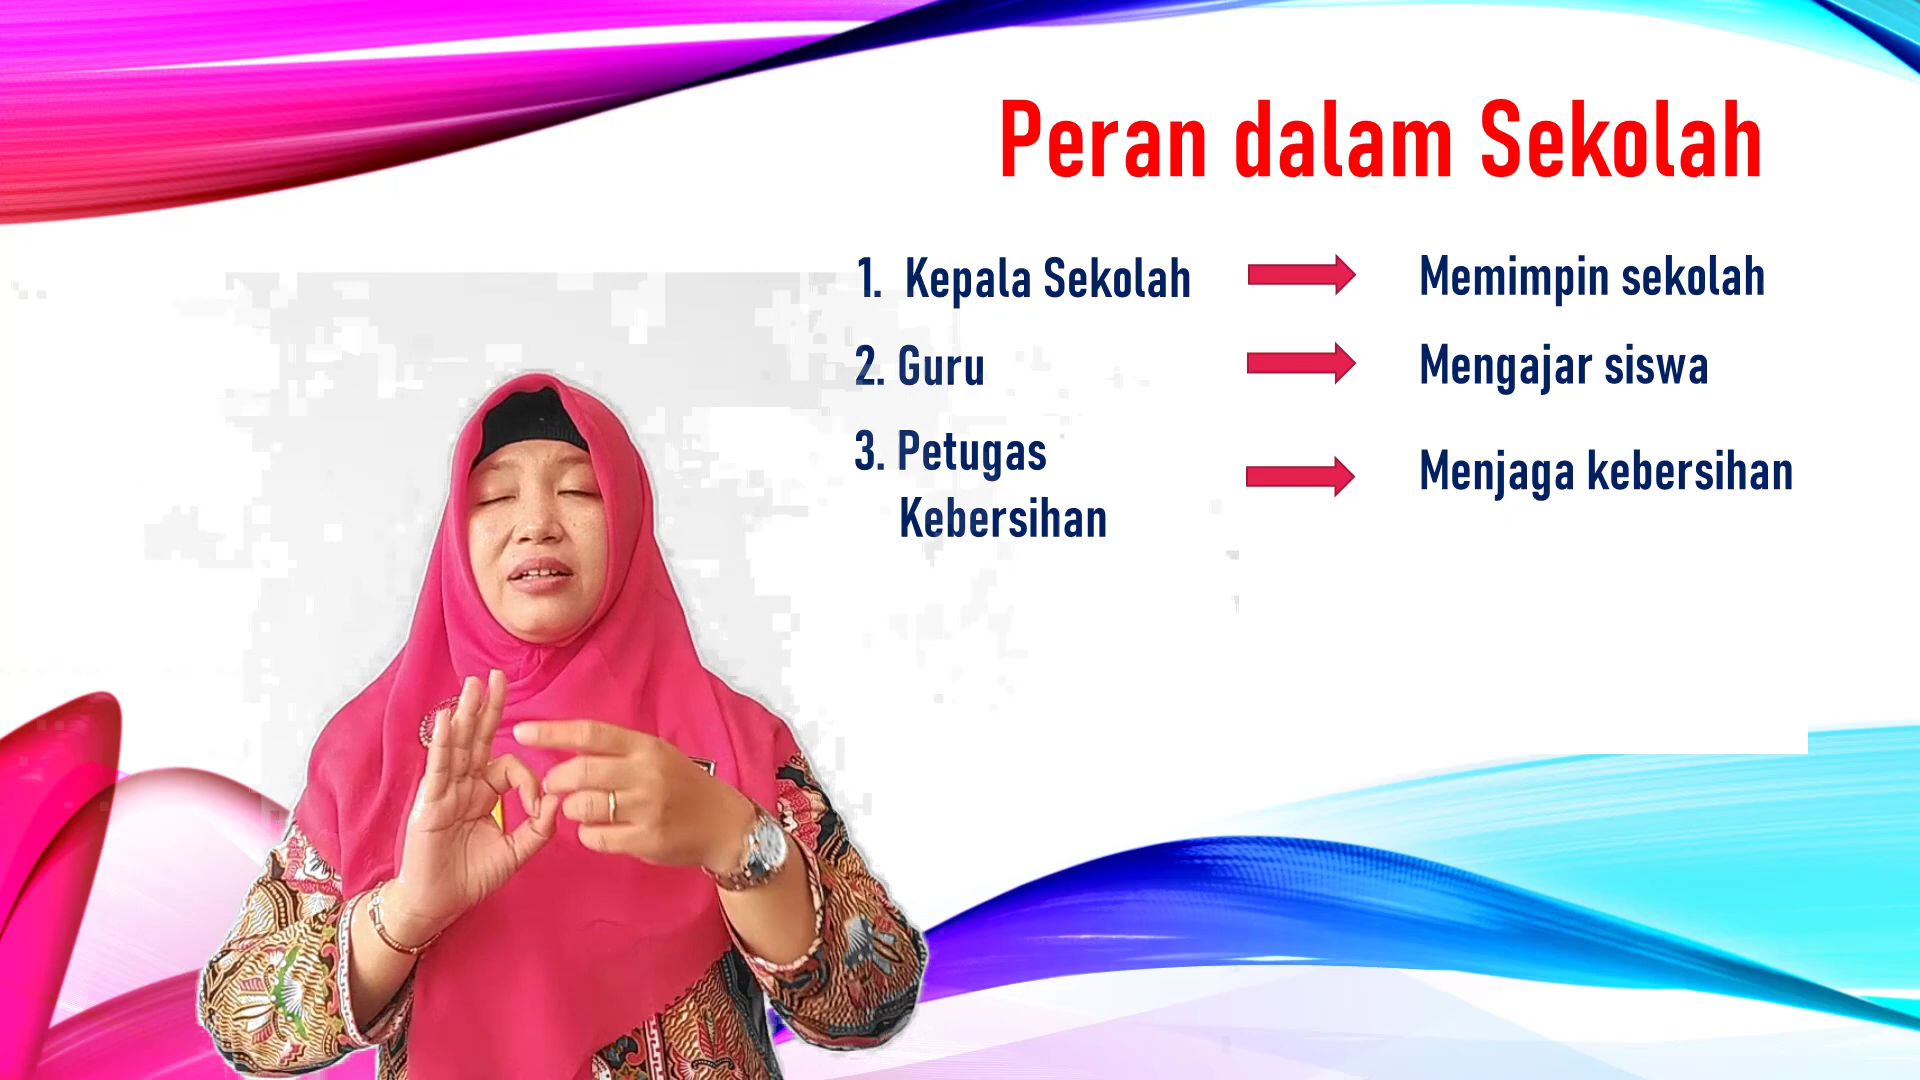 Peran dalam Sekolah
1. Kepala Sekolah Memimpin sekolah
2. Guru Mengajar siswa
3. Petugas Menjaga kebersihan
Kebersihan